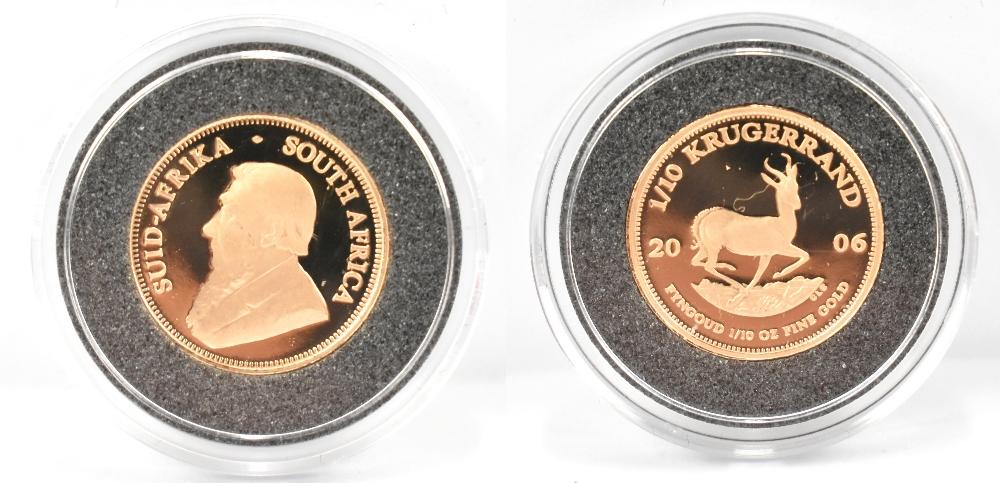 SUID-AFRIKA • SOUTH AFRICA
1/10 KRUGERRAND
20 06
FYNGOUD 1/10 OZ FINE GOLD